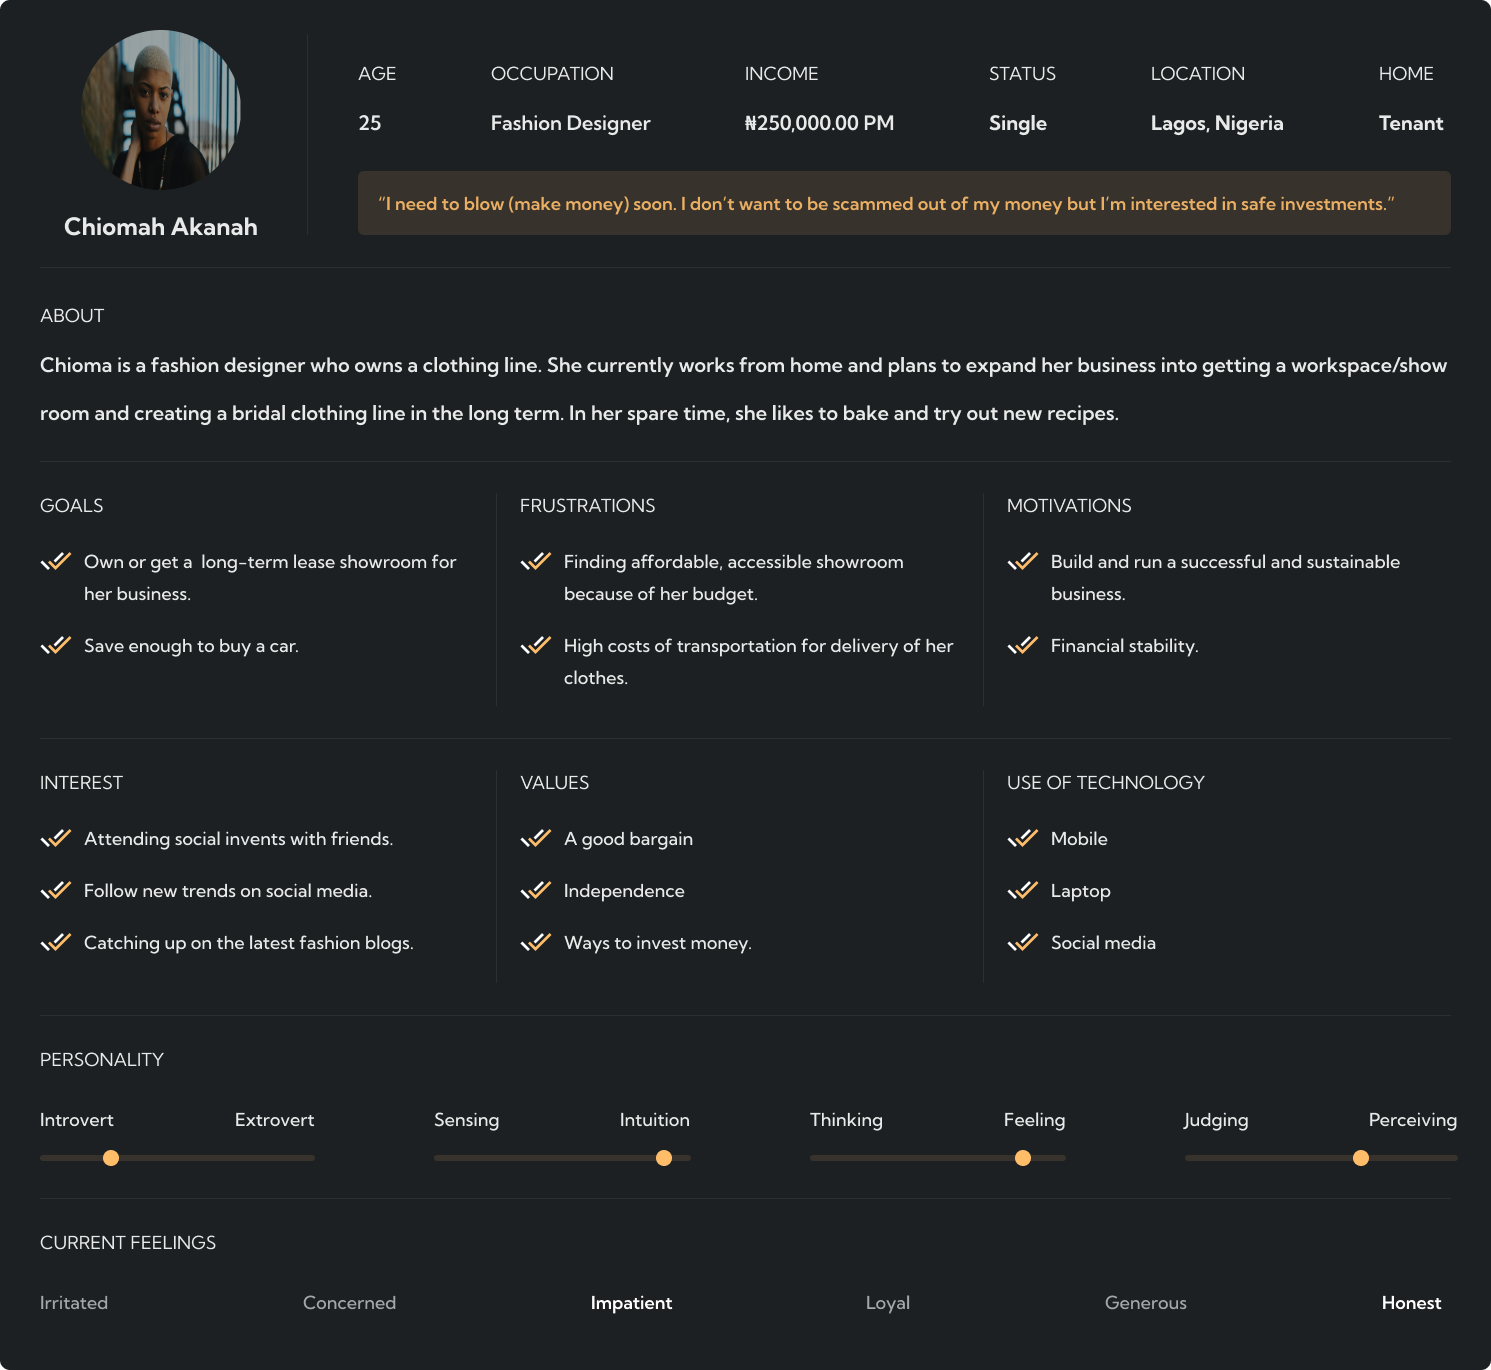 Chiomah Akanah
AGE
25
OCCUPATION
Fashion Designer
INCOME
₦250,000.00 PM
STATUS
Single
LOCATION
Lagos, Nigeria
HOME
Tenant
“I need to blow (make money) soon. I don’t want to be scammed out of my money but I’m interested in safe investments.”
ABOUT
Chioma is a fashion designer who owns a clothing line. She currently works from home and plans to expand her business into getting a workspace/show
room and creating a bridal clothing line in the long term. In her spare time, she likes to bake and try out new recipes.
GOALS
Own or get a  long-term lease showroom for
her business.
Save enough to buy a car.
FRUSTRATIONS
Finding affordable, accessible showroom
because of her budget.
High costs of transportation for delivery of her
clothes.
MOTIVATIONS
Build and run a successful and sustainable
business.
Financial stability.
INTEREST
Attending social invents with friends.
Follow new trends on social media.
Catching up on the latest fashion blogs.
VALUES
A good bargain
Independence
Ways to invest money.
USE OF TECHNOLOGY
Mobile
Laptop
Social media
PERSONALITY
Introvert Extrovert
Sensing Intuition
Thinking Feeling
Judging Perceiving
CURRENT FEELINGS
Irritated Concerned Impatient Loyal Generous Honest